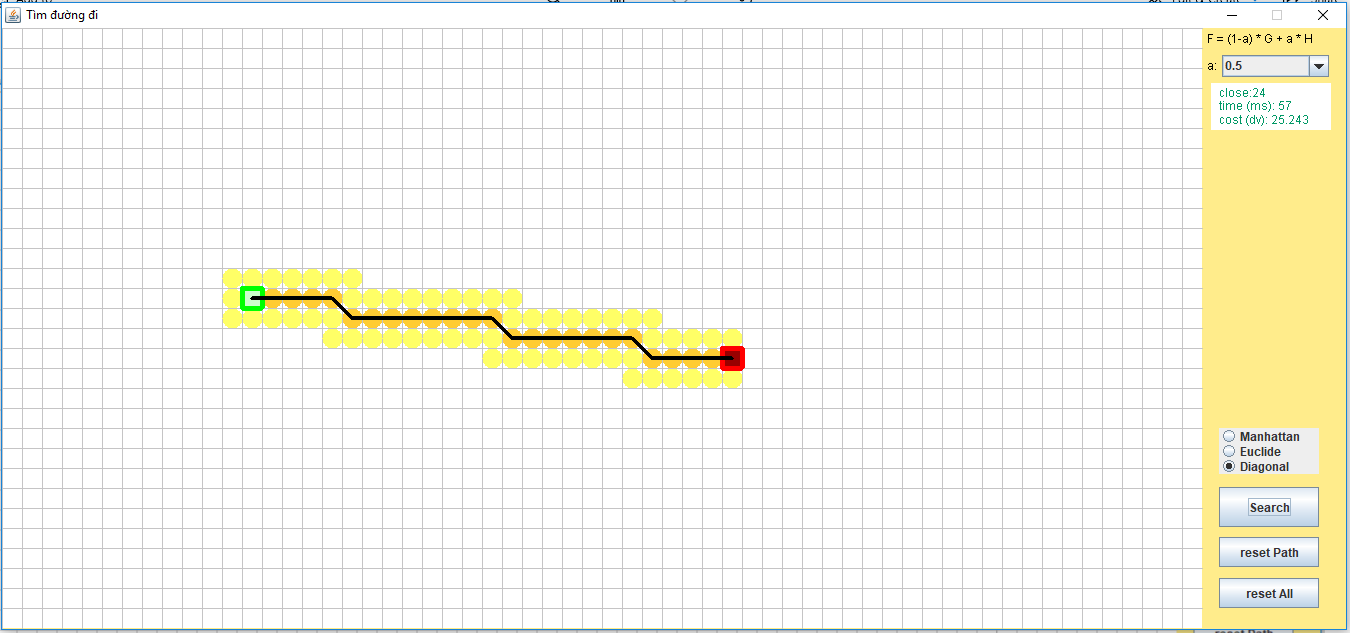 Tìm đường đi
F = (1-a) * G + a * H
a: 0.5
close:24
time (ms): 57
cost (dv): 25.243
Manhattan
Euclide
Diagonal
Search
reset Path
reset All